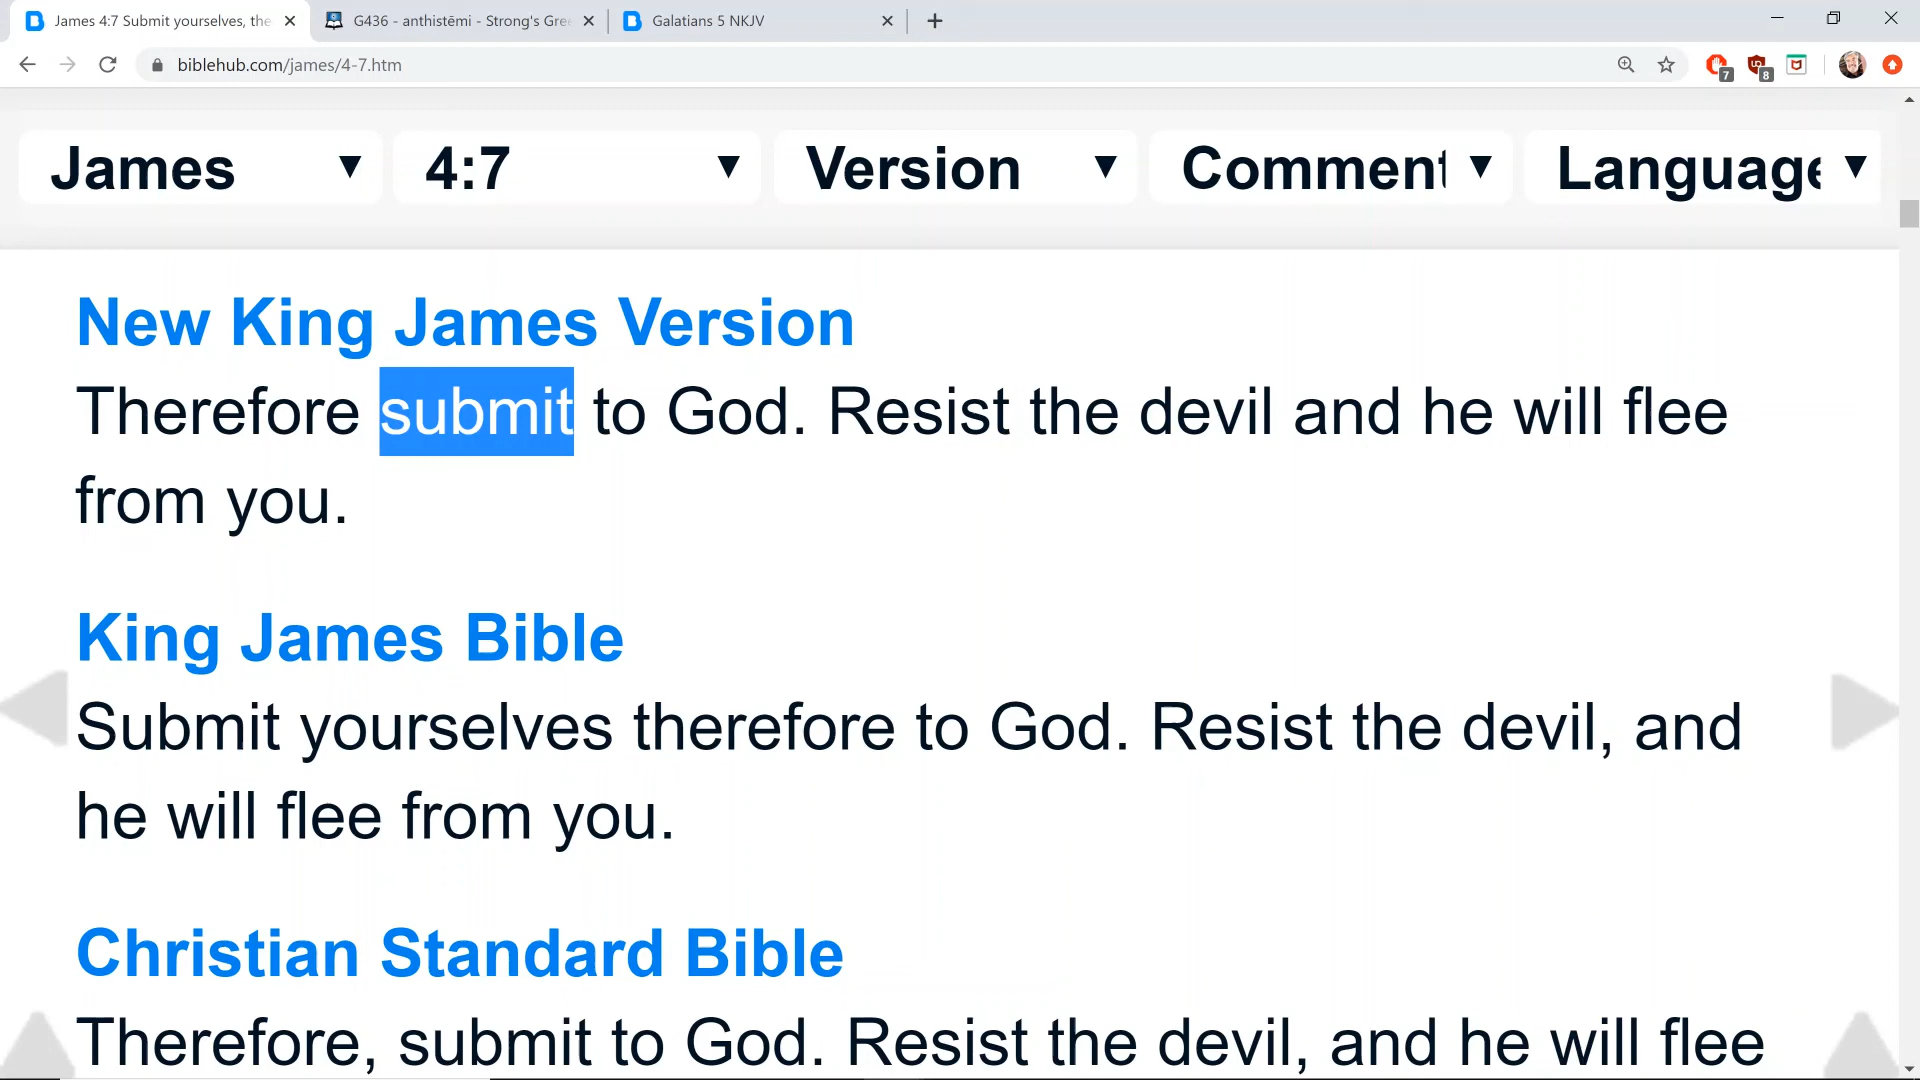 James 4:7 Submit yourselves, the
G436 - anthistēmi - Strong's Gree
Galatians 5 NKJV
biblehub.com/james/4-7.htm
7
8
James
4:7
Version
Comment
Language
New King James Version
Therefore submit to God. Resist the devil and he will flee
from you.
King James Bible
Submit yourselves therefore to God. Resist the devil, and
he will flee from you.
Christian Standard Bible
Therefore, submit to God. Resist the devil, and he will flee